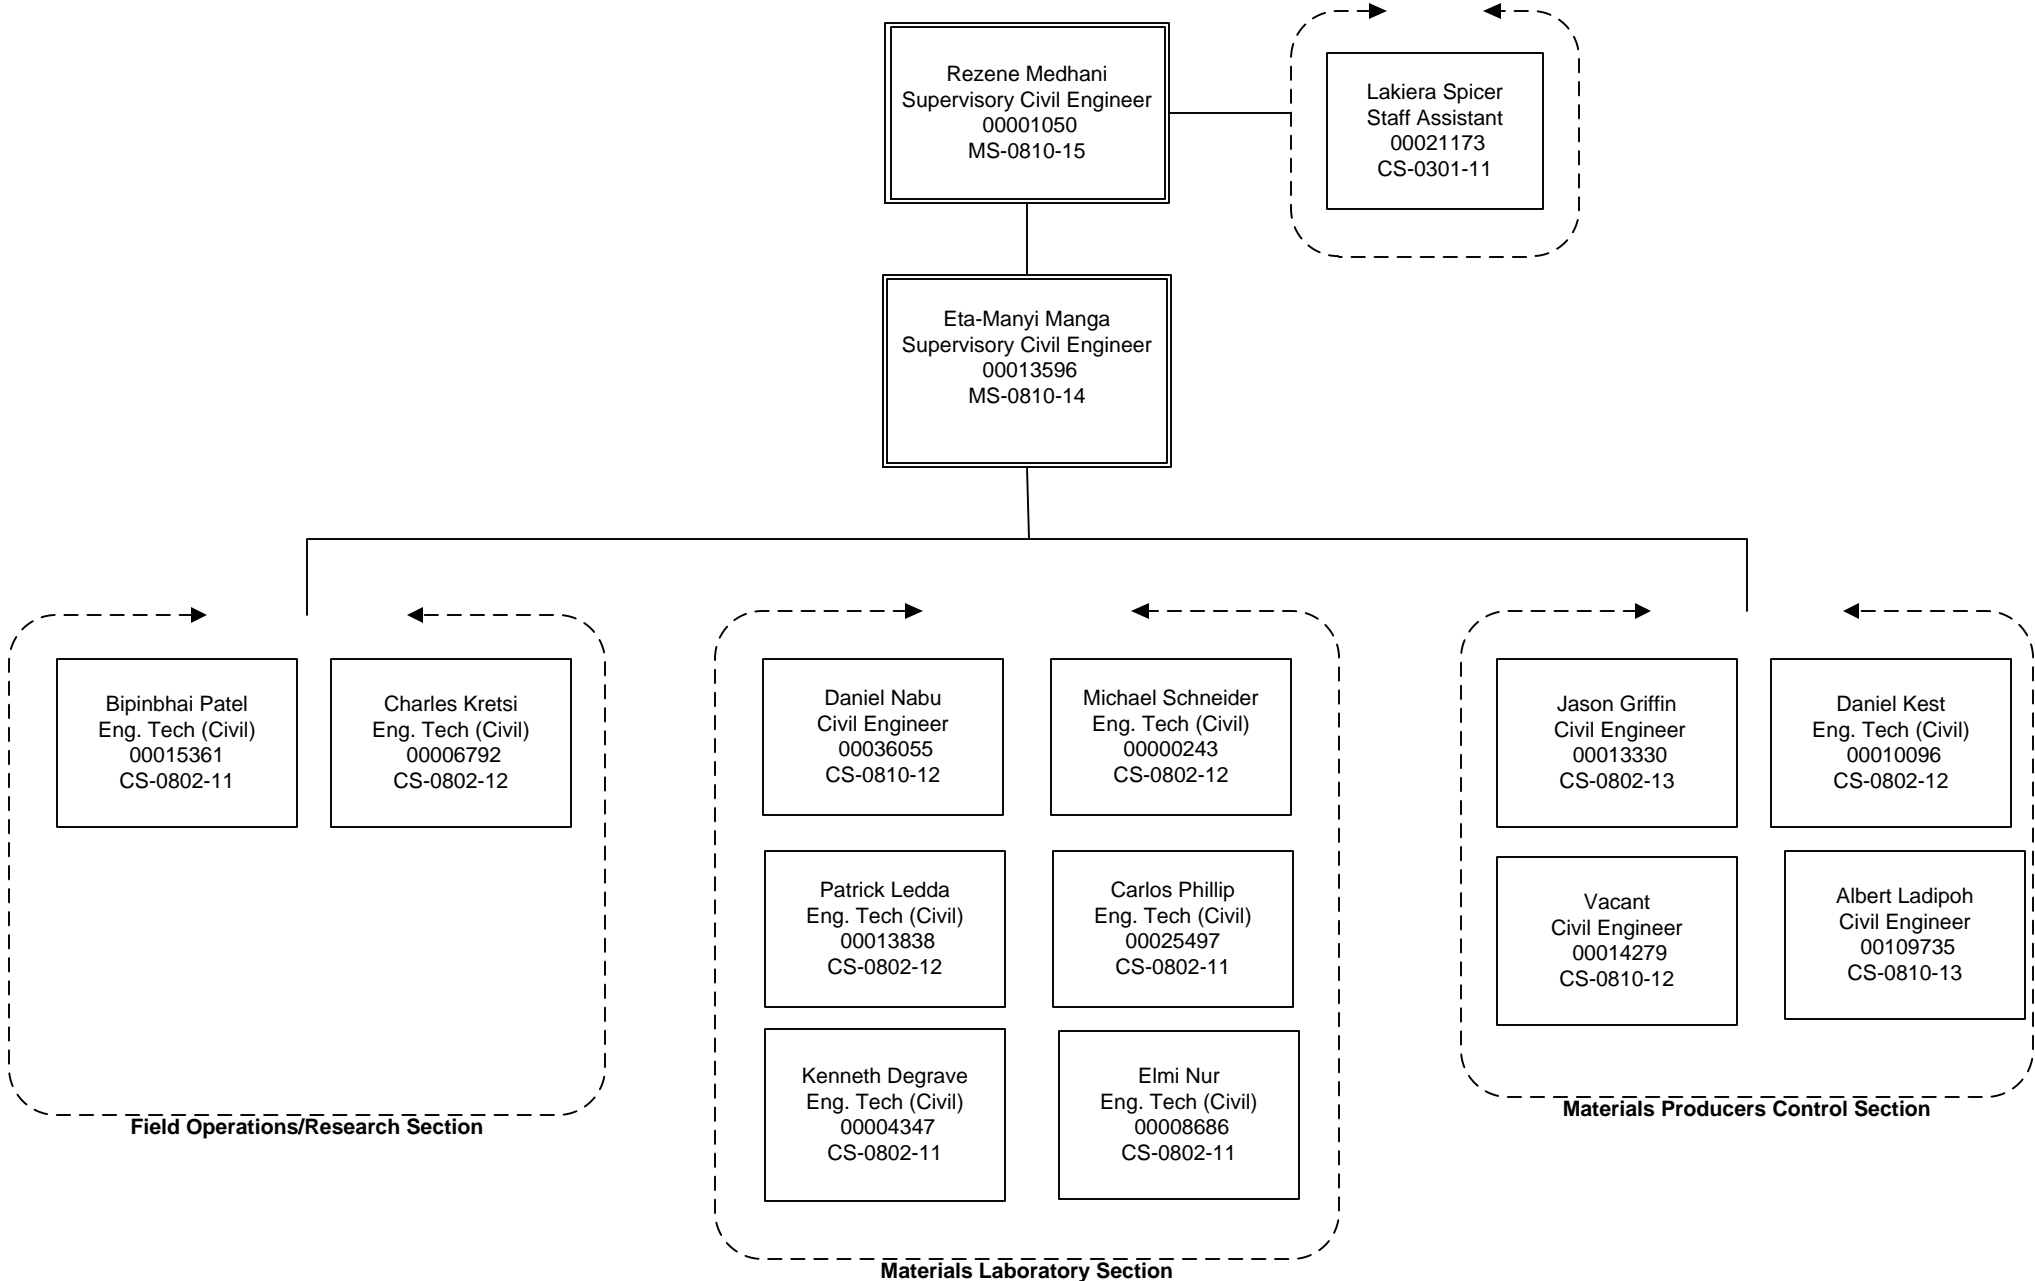 Rezene Medhani
Supervisory Civil Engineer
00001050
MS-0810-15
Lakiera Spicer
Staff Assistant
00021173
CS-0301-11
Eta-Manyi Manga
Supervisory Civil Engineer
00013596
MS-0810-14
Bipinbhai Patel
Eng. Tech (Civil)
00015361
CS-0802-11
Charles Kretsi
Eng. Tech (Civil)
00006792
CS-0802-12
Field Operations/Research Section
Daniel Nabu
Civil Engineer
00036055
CS-0810-12
Michael Schneider
Eng. Tech (Civil)
00000243
CS-0802-12
Patrick Ledda
Eng. Tech (Civil)
00013838
CS-0802-12
Carlos Phillip
Eng. Tech (Civil)
00025497
CS-0802-11
Kenneth Degrave
Eng. Tech (Civil)
00004347
CS-0802-11
Elmi Nur
Eng. Tech (Civil)
00008686
CS-0802-11
Materials Laboratory Section
Jason Griffin
Civil Engineer
00013330
CS-0802-13
Daniel Kest
Eng. Tech (Civil)
00010096
CS-0802-12
Vacant
Civil Engineer
00014279
CS-0810-12
Albert Ladipoh
Civil Engineer
00109735
CS-0810-13
Materials Producers Control Section